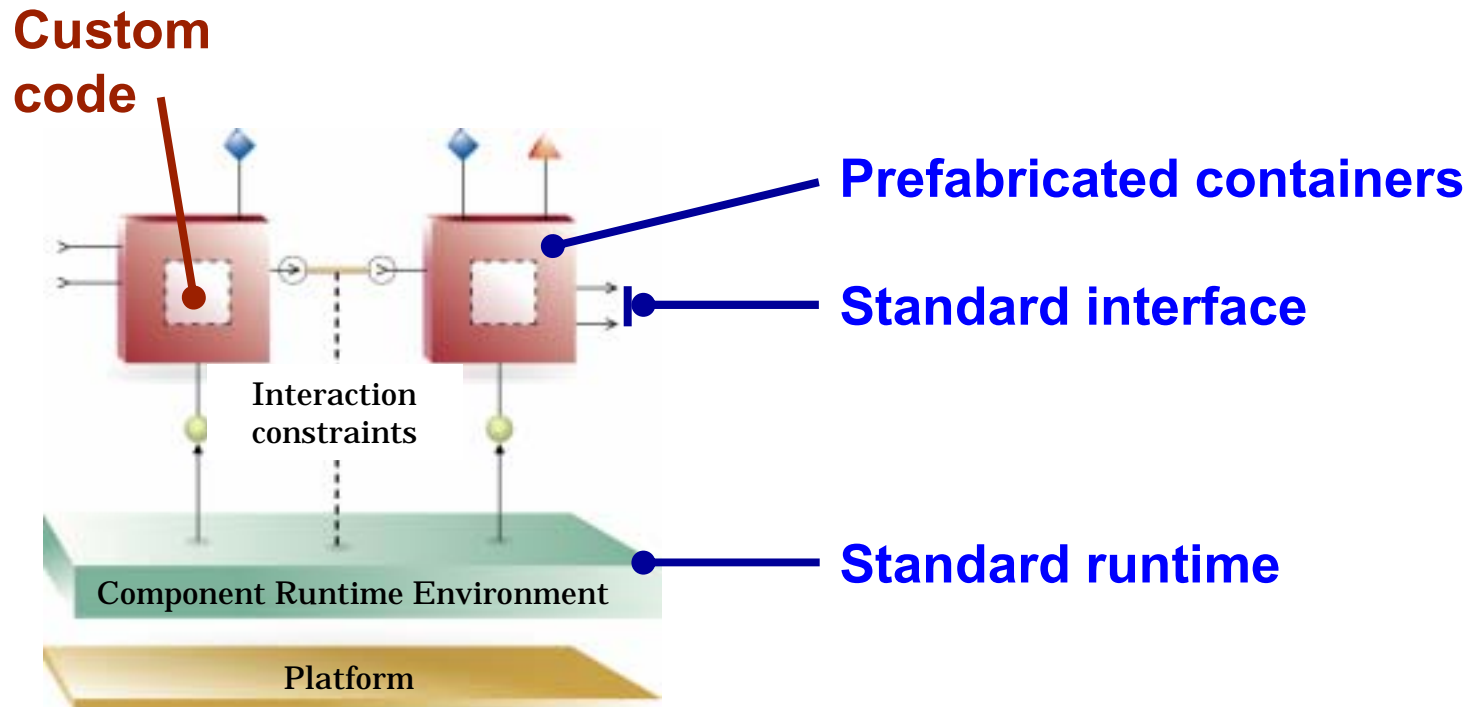 Custom
code
Prefabricated containers
Standard interface
Interaction
constraints
Standard runtime
Component Runtime Environment
Platform